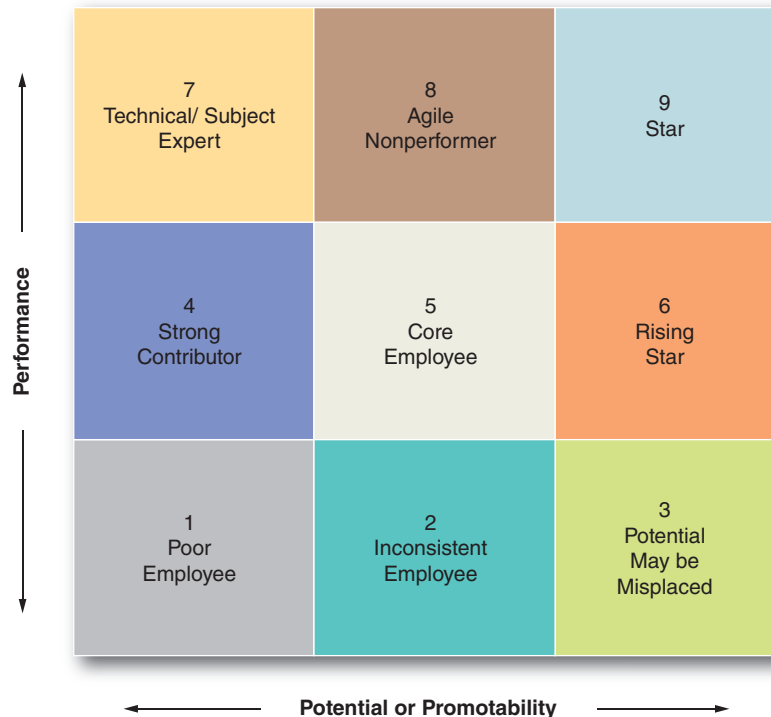 7
Technical/ Subject
Expert
8
Agile
Nonperformer
9
Star
4
Strong
Contributor
5
Core
Employee
6
Rising
Star
1
Poor
Employee
2
Inconsistent
Employee
3
Potential
May be
Misplaced
Performance
Potential or Promotability